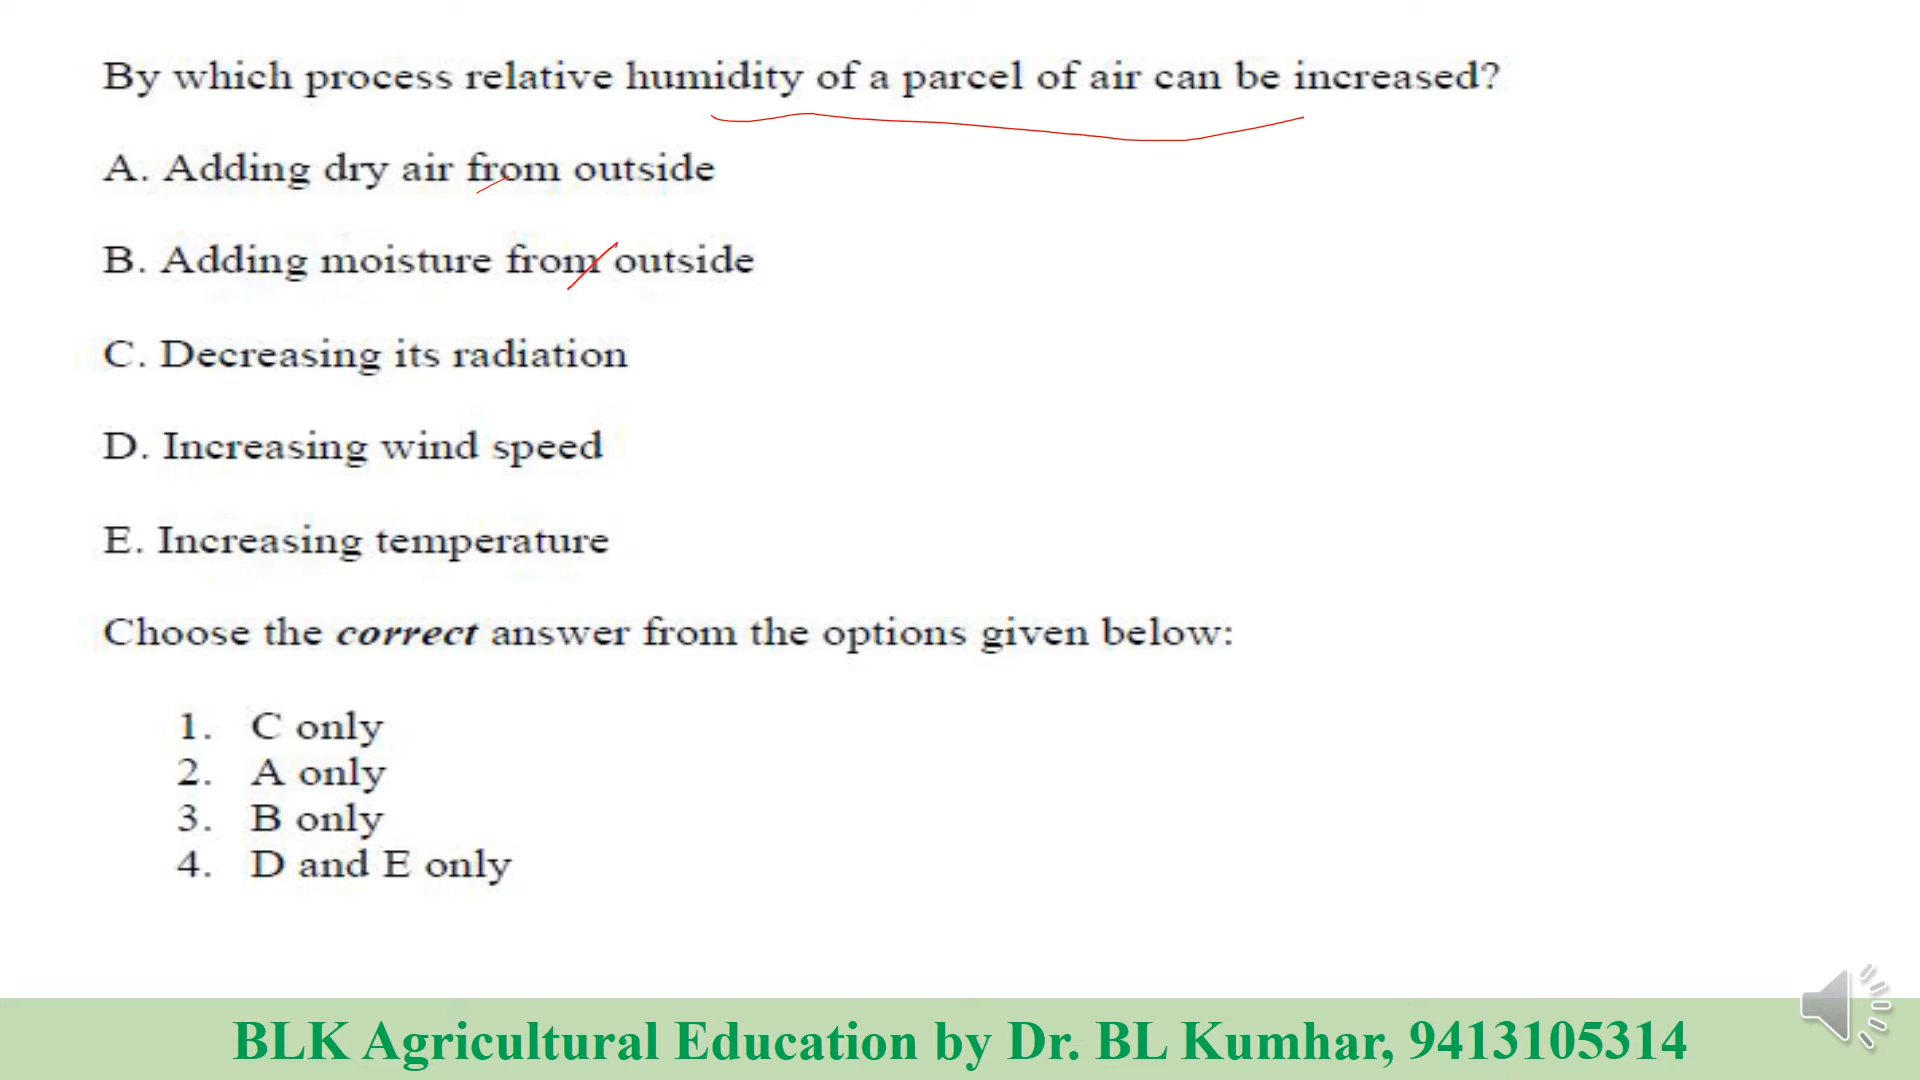 By which process relative humidity of a parcel of air can be increased?
A. Adding dry air from outside
B. Adding moisture from outside
C. Decreasing its radiation
D. Increasing wind speed
E. Increasing temperature
Choose the correct answer from the options given below:
1. C only
2. A only
3. B only
4. D and E only
BLK Agricultural Education by Dr. BL Kumhar, 9413105314